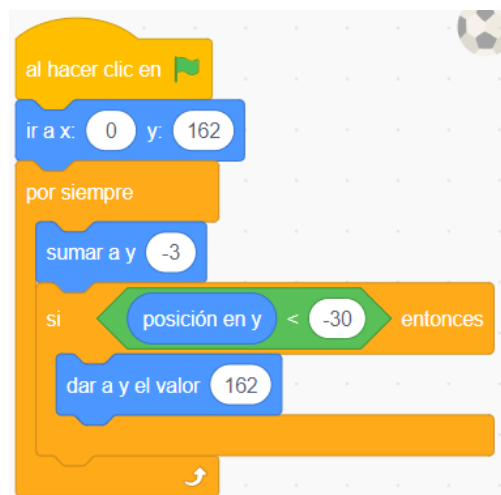 al hacer clic en
ir a x: 0 y: 162
por siempre
sumar a y -3
si posición en y < -30 entonces
dar a y el valor 162